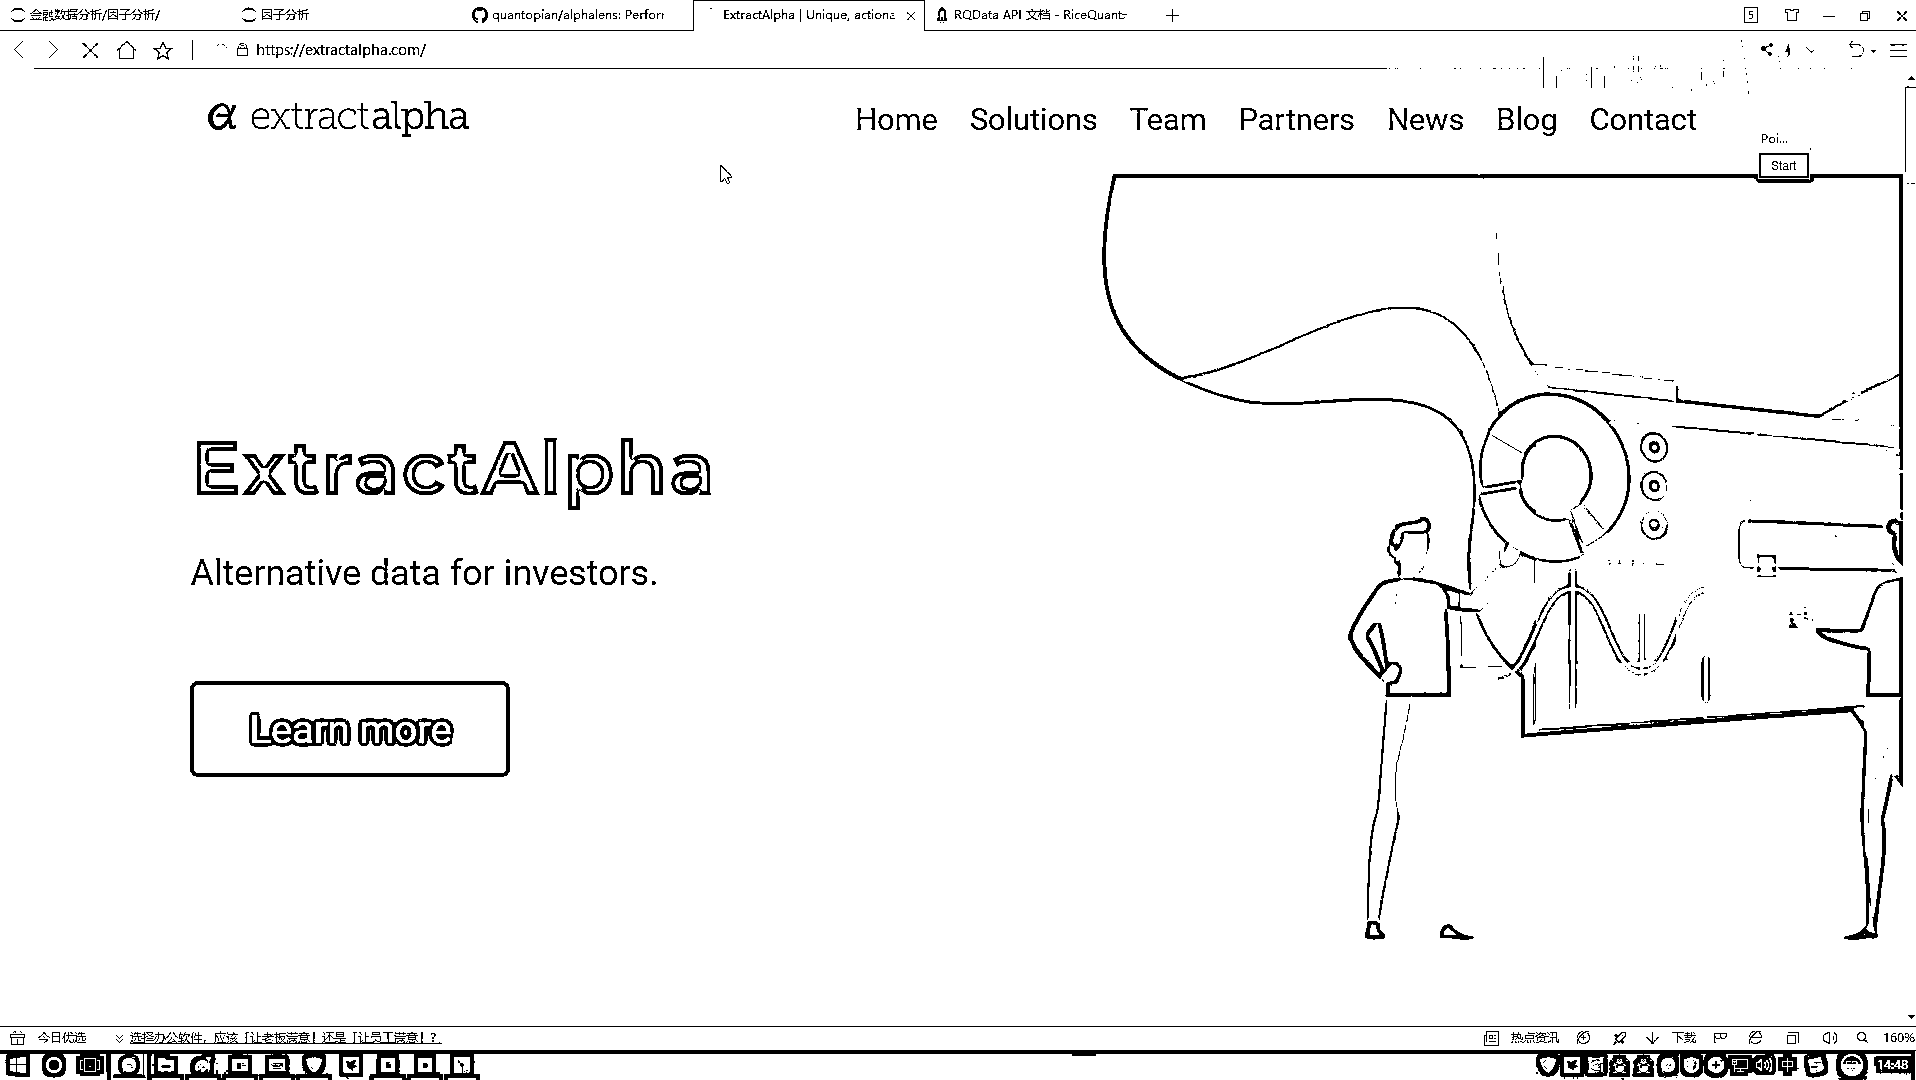 金融数据分析/因子分析/
因子分析
quantopian/alphalens: Perfor
ExtractAlpha | Unique, actiona
RQData API 文档 - RiceQuant
5
https://extractalpha.com/
extractalpha
Home Solutions Team Partners News Blog Contact
Poi...
Start
ExtractAlpha
Alternative data for investors.
Learn more
今日优选
选择办公软件，应该「让老板满意！还是「让员工满意！？
热点资讯
下载
160%
中
14:48